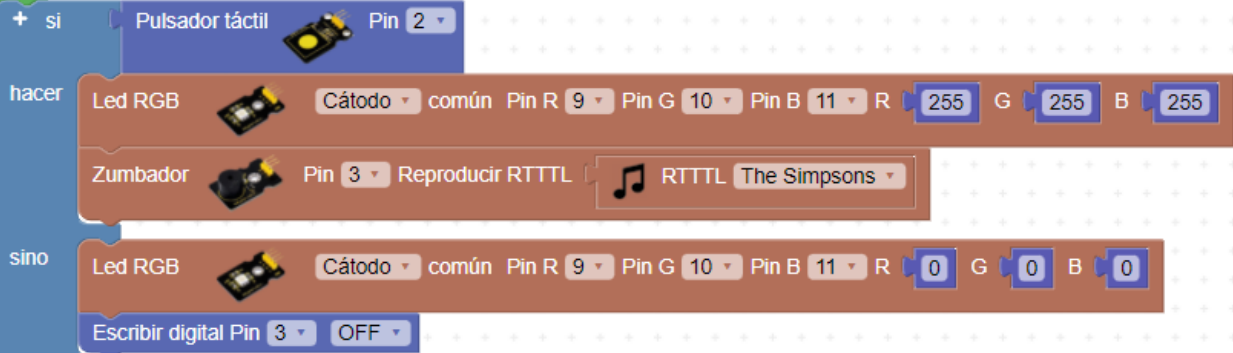 + si Pulsador táctil Pin 2
hacer Led RGB Cátodo común Pin R 9 Pin G 10 Pin B 11 R 255 G 255 B 255
Zumbador Pin 3 Reproducir RTTTL RTTTL The Simpsons
sino Led RGB Cátodo común Pin R 9 Pin G 10 Pin B 11 R 0 G 0 B 0
Escribir digital Pin 3 OFF